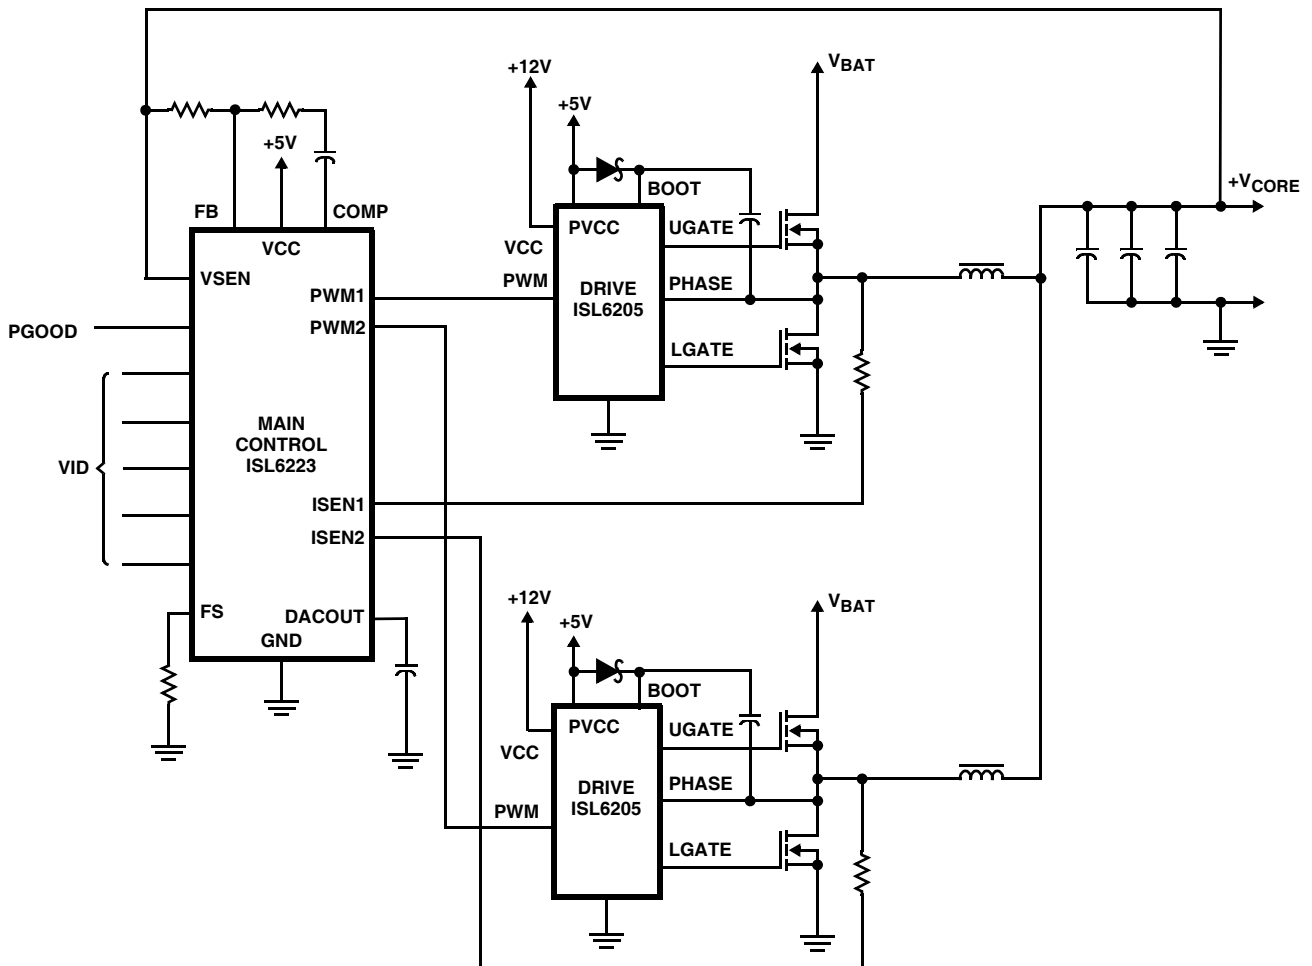 +12V
VBAT
+5V
+5V
BOOT
+VCORE
FB
COMP
VCC
PVCC
UGATE
VCC
VSEN
PWM
PHASE
DRIVE
ISL6205
PWM1
PGOOD
PWM2
LGATE
MAIN
CONTROL
ISL6223
VID
ISEN1
ISEN2
+12V
VBAT
FS
DACOUT
+5V
GND
BOOT
PVCC
UGATE
VCC
PHASE
DRIVE
ISL6205
PWM
LGATE